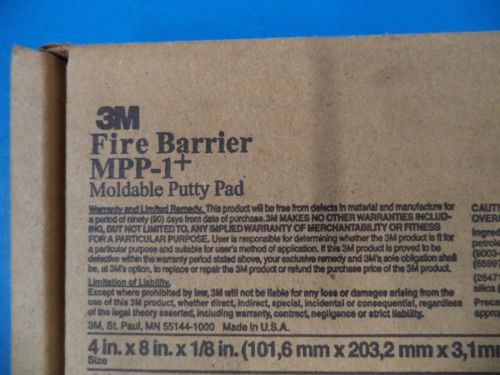 3M
Fire Barrier
MPP-1+
Moldable Putty Pad
Warranty and Limited Remedy. This product will be free from defects in material and manufacture for
a period of ninety (90) days from date of purchase. 3M MAKES NO OTHER WARRANTIES INCLUD-
ING, BUT NOT LIMITED TO, ANY IMPLIED WARRANTY OF MERCHANTABILITY OR FITNESS
FOR A PARTICULAR PURPOSE. User is responsible for determining whether the 3M product is fit for
a particular purpose and suitable for user's method of application. If this 3M product is proved to be
defective within the warranty period stated above, your exclusive remedy and 3M's sole obligation shall
be, at 3M's option, to replace or repair the 3M product or refund the purchase price of the 3M product.
Limitation of Liability.
Except where prohibited by law, 3M will not be liable for any loss or damages arising from the
use of this 3M product, whether direct, indirect, special, incidental or consequential, regardless
of the legal theory asserted, including warranty, contract, negligence or strict liability.
3M, St. Paul, MN 55144-1000 Made in U.S.A.
4 in. x 8 in. x 1/8 in. (101,6 mm x 203,2 mm x 3,1mm
Size
CAUT
OVER
Ingred
petrol
(9003-
(65997
(2647
silica (
Preca
approp